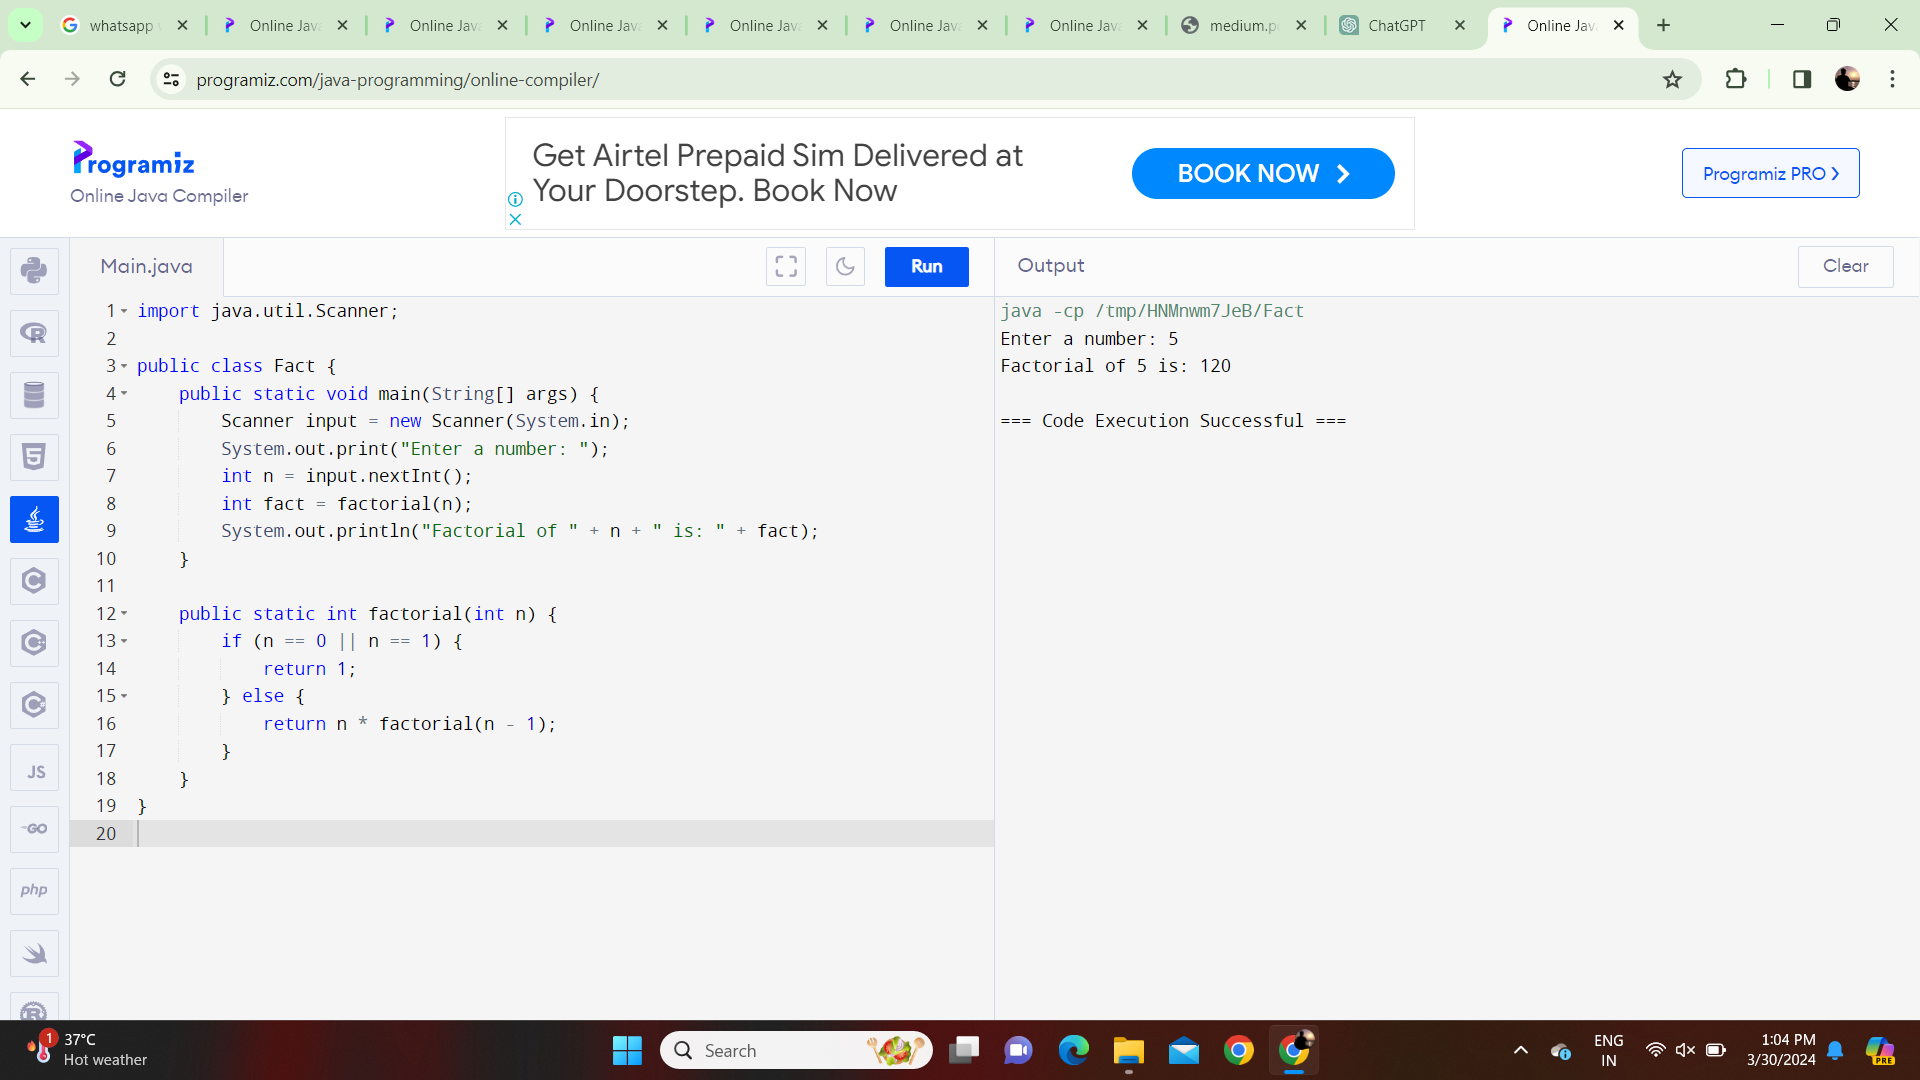 whatsapp
Online Java
Online Java
Online Java
Online Java
Online Java
Online Java
medium.p
ChatGPT
Online Jav
programiz.com/java-programming/online-compiler/
Programiz
Online Java Compiler
Get Airtel Prepaid Sim Delivered at
Your Doorstep. Book Now
BOOK NOW
Programiz PRO
Main.java
Run
Output
Clear
1 import java.util.Scanner;
2
3 public class Fact {
4 public static void main(String[] args) {
5 Scanner input = new Scanner(System.in);
6 System.out.print("Enter a number: ");
7 int n = input.nextInt();
8 int fact = factorial(n);
9 System.out.println("Factorial of " + n + " is: " + fact);
10 }
11
12 public static int factorial(int n) {
13 if (n == 0 || n == 1) {
14 return 1;
15 } else {
16 return n * factorial(n - 1);
17 }
18 }
19 }
20
java -cp /tmp/HNMnwm7JeB/Fact
Enter a number: 5
Factorial of 5 is: 120
=== Code Execution Successful ===
JS
GO
php
1
37°C
Hot weather
Search
ENG
IN
1:04 PM
3/30/2024
PRE